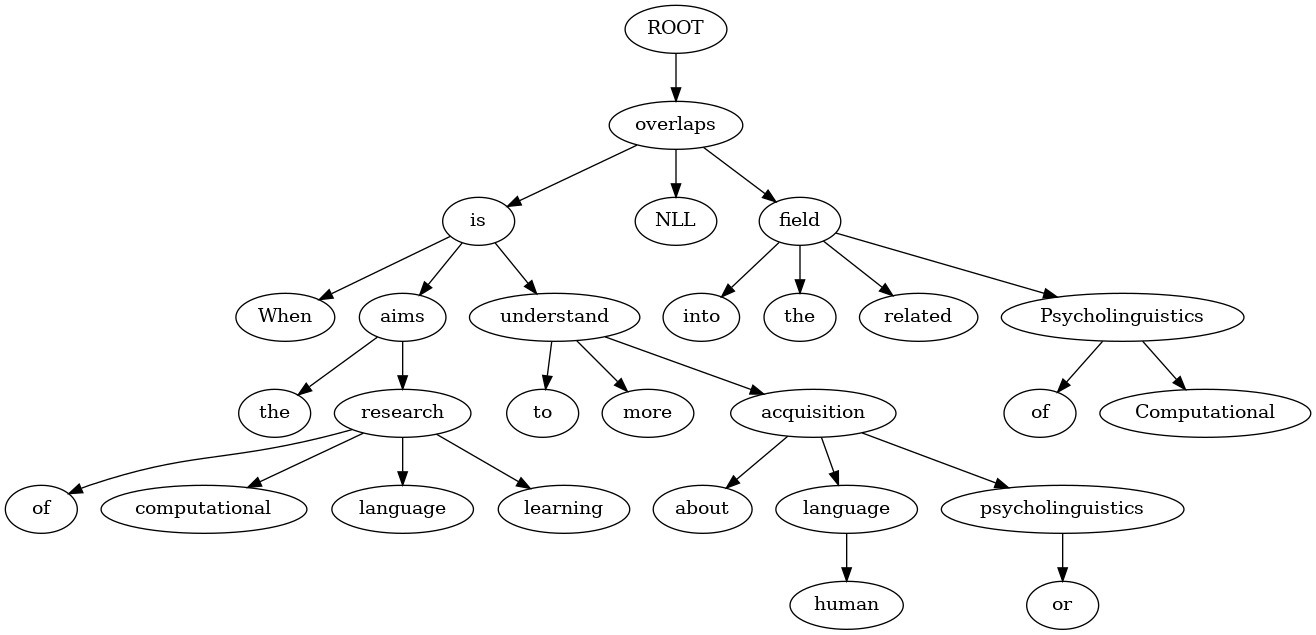 ROOT
overlaps
is NLL field
When aims understand into the related Psycholinguistics
the research to more acquisition of Computational
of computational language learning about language psycholinguistics
human or